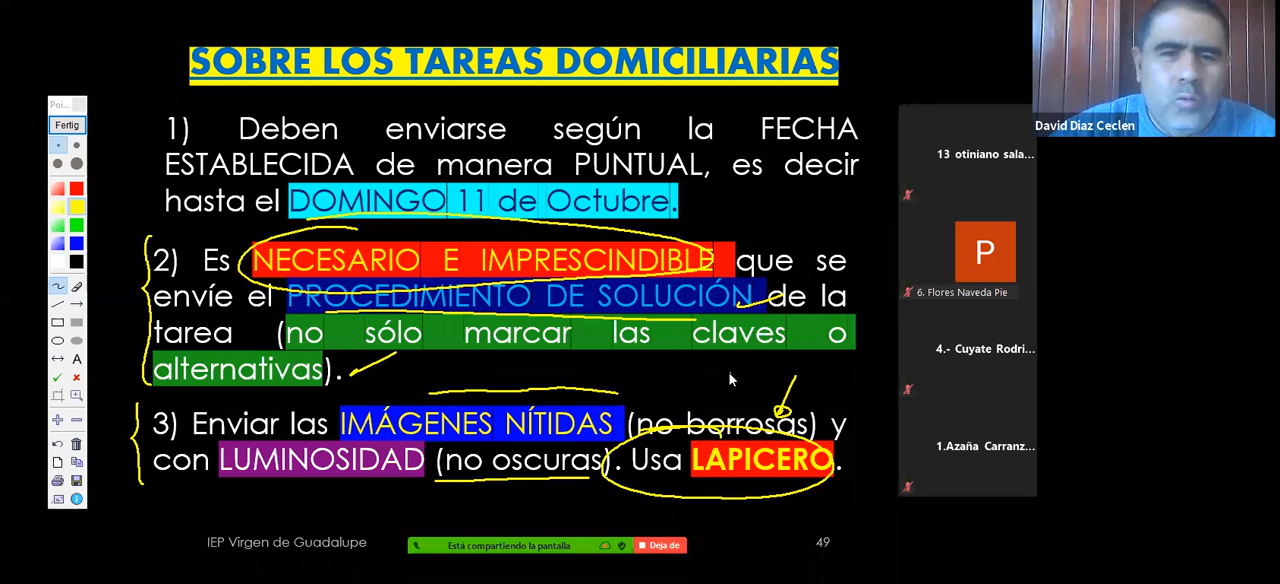 SOBRE LOS TAREAS DOMICILIARIAS
Poi...
Fertig
1) Deben enviarse según la FECHA
ESTABLECIDA de manera PUNTUAL, es decir
hasta el DOMINGO 11 de Octubre.
2) Es NECESARIO E IMPRESCINDIBLE que se
envíe el PROCEDIMIENTO DE SOLUCIÓN de la
tarea (no sólo marcar las claves o
alternativas).
3) Enviar las IMÁGENES NÍTIDAS (no borrosas) y
con LUMINOSIDAD (no oscuras). Usa LAPICERO.
IEP Virgen de Guadalupe
Está compartiendo la pantalla
Deja de
49
A
David Diaz Ceclen
13 otiniano sala...
P
6. Flores Naveda Pie
4.- Cuyate Rodri...
1.Azaña Carranz...